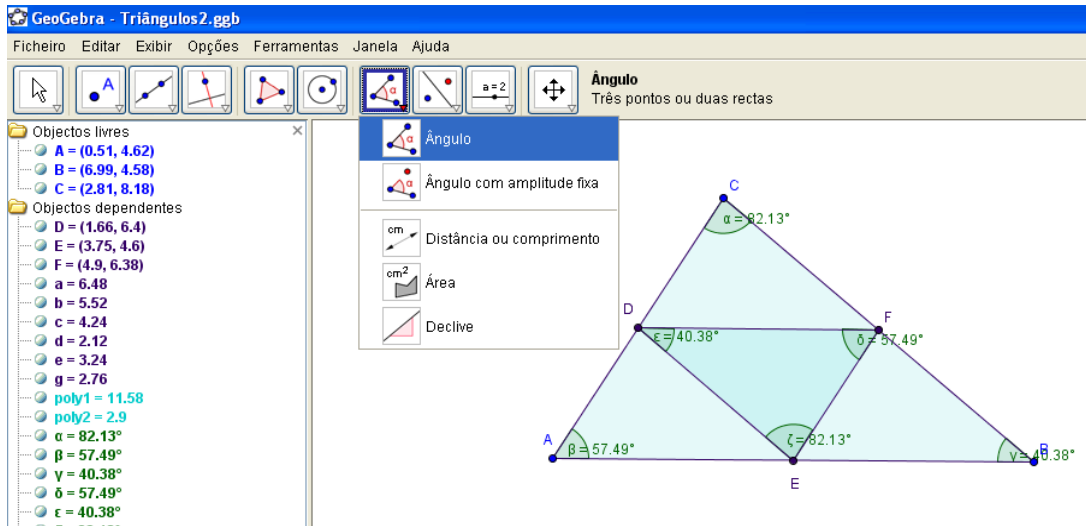 GeoGebra - Triângulos2.ggb
Ficheiro Editar Exibir Opções Ferramentas Janela Ajuda
A
α
a = 2
Ângulo
Três pontos ou duas rectas
Objectos livres
A = (0.51, 4.62)
B = (6.99, 4.58)
C = (2.81, 8.18)
Objectos dependentes
D = (1.66, 6.4)
E = (3.75, 4.6)
F = (4.9, 6.38)
a = 6.48
b = 5.52
c = 4.24
d = 2.12
e = 3.24
g = 2.76
poly1 = 11.58
poly2 = 2.9
α = 82.13°
β = 57.49°
γ = 40.38°
δ = 57.49°
ε = 40.38°
α Ângulo
α Ângulo com amplitude fixa
cm Distância ou comprimento
cm² Área
Declive
C
α = 82.13°
D
F
ε = 40.38°
δ = 57.49°
A
β = 57.49°
ζ = 82.13°
B
γ = 40.38°
E